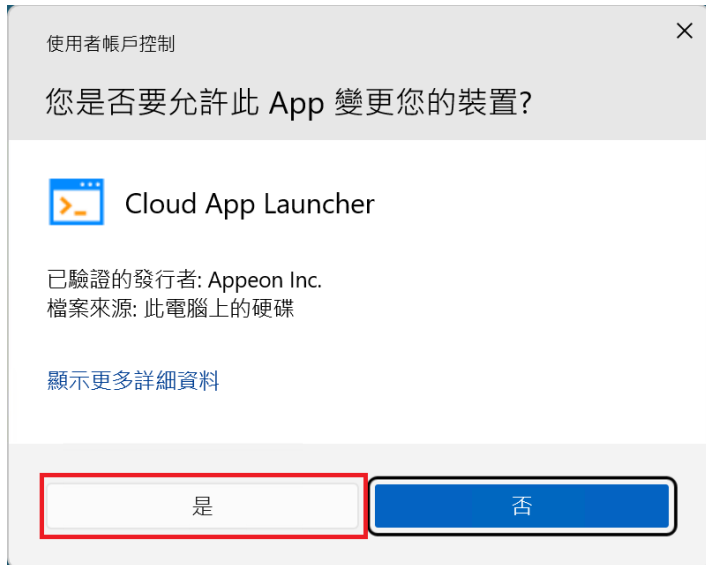 使用者帳戶控制
您是否要允許此 App 變更您的裝置?
Cloud App Launcher
已驗證的發行者: Appeon Inc.
檔案來源: 此電腦上的硬碟
顯示更多詳細資料
是
否